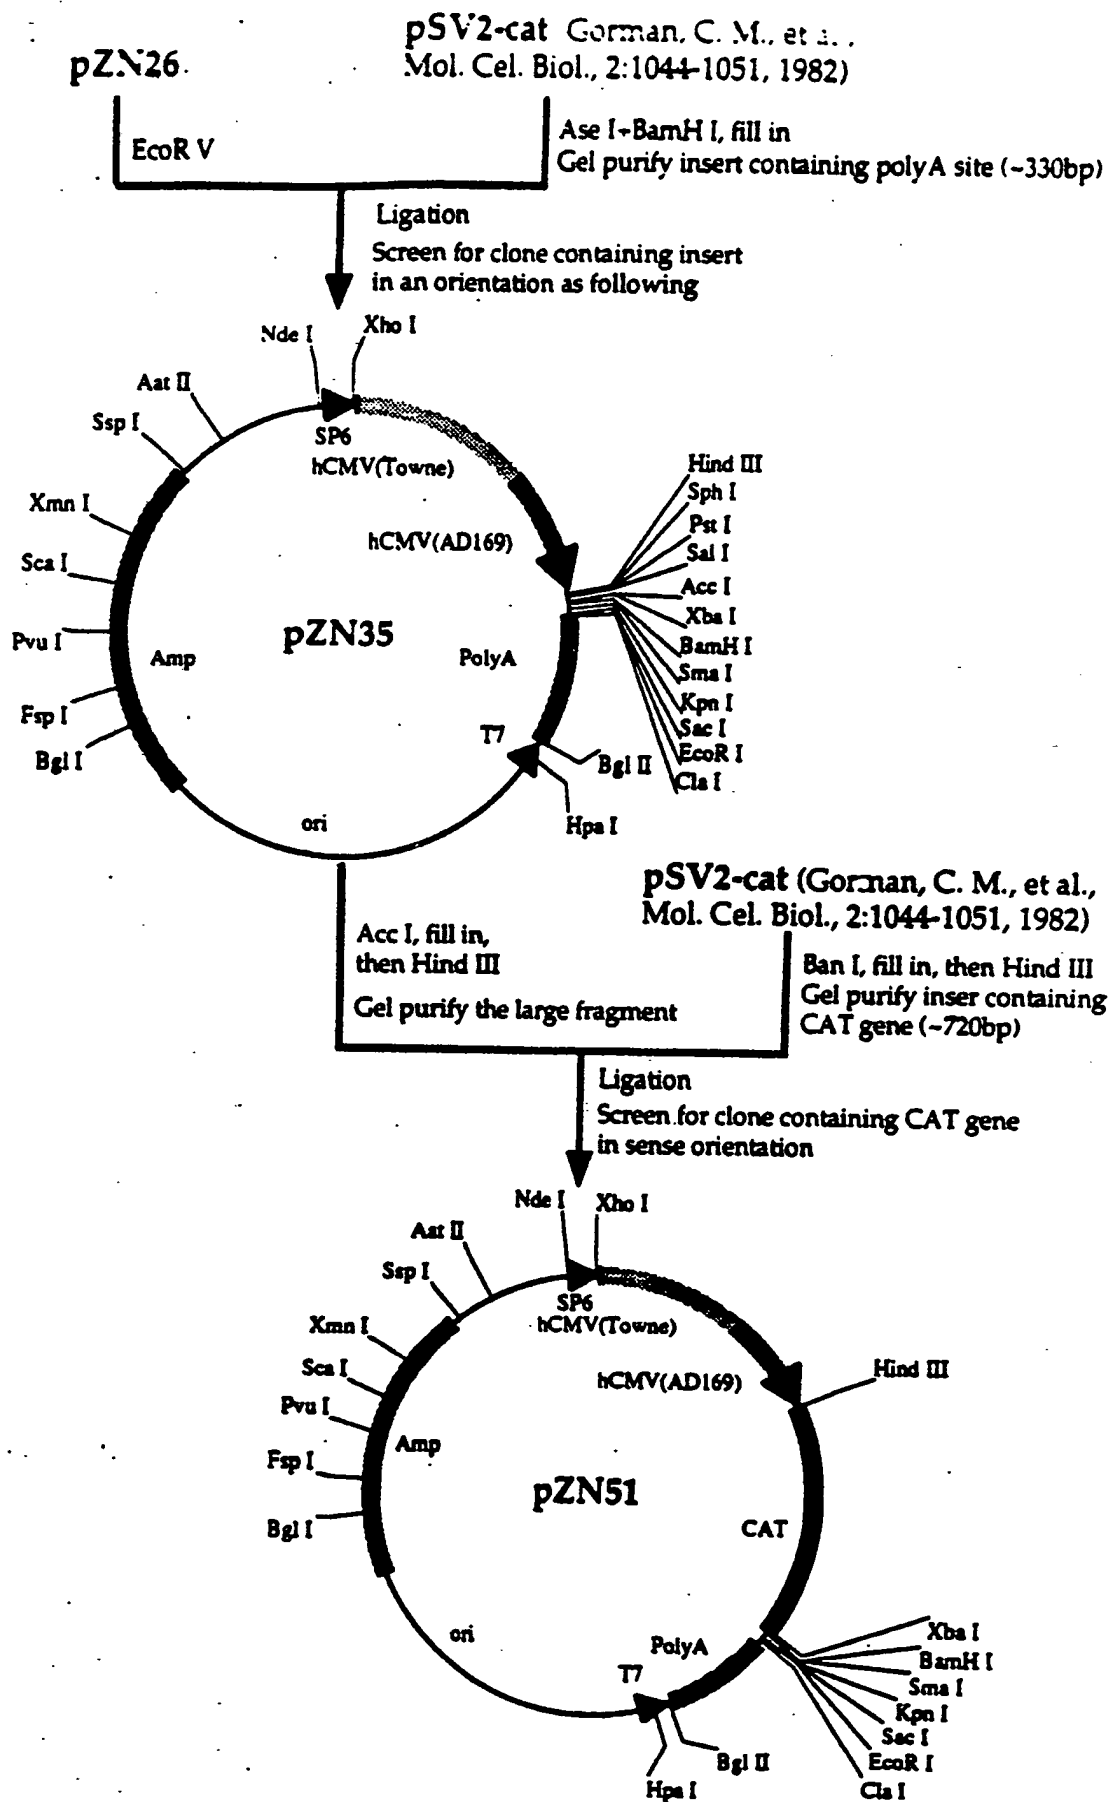 pZN26
pSV2-cat Gorman, C. M., et
Mol. Cel. Biol., 2:1044-1051, 1982)
EcoR V
Ase I+BamH I, fill in
Gel purify insert containing polyA site (~330bp)
Ligation
Screen for clone containing insert
in an orientation as following
Nde I
Xho I
Aat II
Ssp I
Xmn I
Sca I
Pvu I
Fsp I
Bgl I
SP6
hCMV(Towne)
hCMV(AD169)
pZN35
Amp
PolyA
T7
ori
Hind III
Sph I
Pst I
Sal I
Acc I
Xba I
BamH I
Sma I
Kpn I
Sac I
EcoR I
Cla I
Bgl II
Hpa I
pSV2-cat (Gorman, C. M., et al.,
Mol. Cel. Biol., 2:1044-1051, 1982)
Acc I, fill in,
then Hind III
Gel purify the large fragment
Ban I, fill in, then Hind III
Gel purify inser containing
CAT gene (~720bp)
Ligation
Screen for clone containing CAT gene
in sense orientation
Nde I
Xho I
Aat II
Ssp I
Xmn I
Sca I
Pvu I
Fsp I
Bgl I
SP6
hCMV(Towne)
hCMV(AD169)
Hind III
Amp
pZN51
CAT
ori
PolyA
T7
Xba I
BamH I
Sma I
Kpn I
Sac I
EcoR I
Cla I
Bgl II
Hpa I